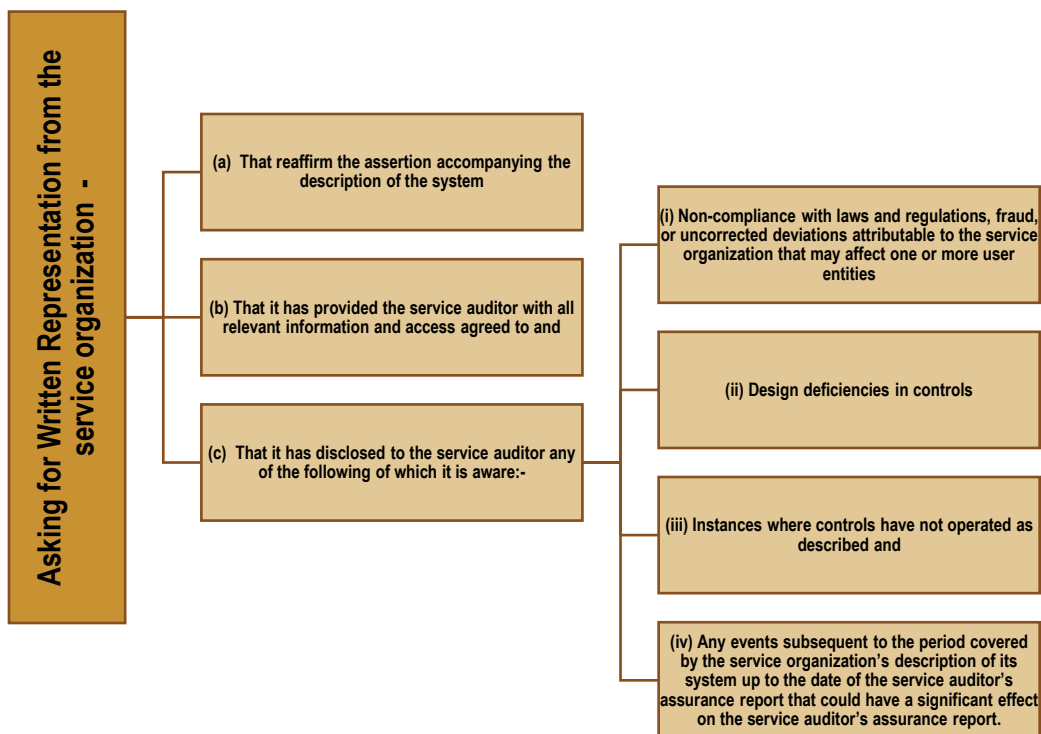 Asking for Written Representation from the
service organization -
(a) That reaffirm the assertion accompanying the
description of the system
(b) That it has provided the service auditor with all
relevant information and access agreed to and
(c) That it has disclosed to the service auditor any
of the following of which it is aware:-
(i) Non-compliance with laws and regulations, fraud,
or uncorrected deviations attributable to the service
organization that may affect one or more user
entities
(ii) Design deficiencies in controls
(iii) Instances where controls have not operated as
described and
(iv) Any events subsequent to the period covered
by the service organization’s description of its
system up to the date of the service auditor’s
assurance report that could have a significant effect
on the service auditor’s assurance report.